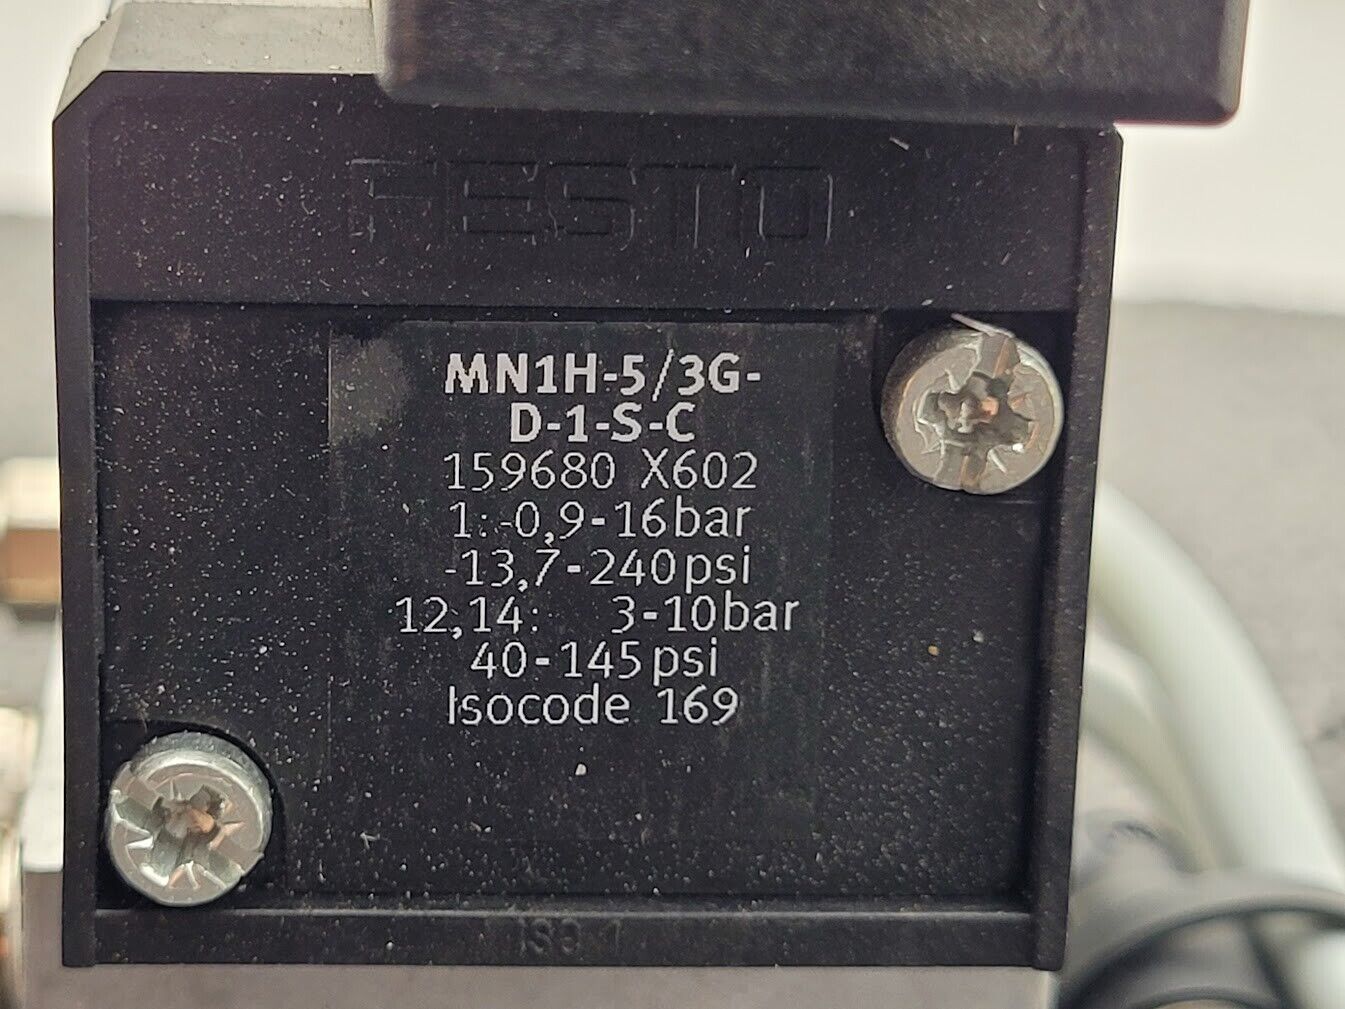 FESTO
MN1H-5/3G-
D-1-S-C
159680 X602
1:-0,9-16bar
-13,7-240psi
12,14: 3-10bar
40-145psi
Isocode 169
ISO 1